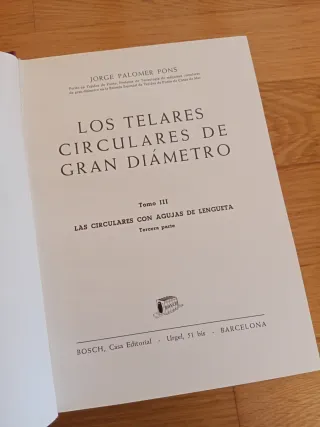 JORGE PALOMER PONS
LOS TELARES
CIRCULARES DE
GRAN DIÁMETRO
Tomo III
LAS CIRCULARES CON AGUJAS DE LENGUETA
Tercera parte
BOSCH
BOSCH, Casa Editorial - Urgel, 51 bis - BARCELONA